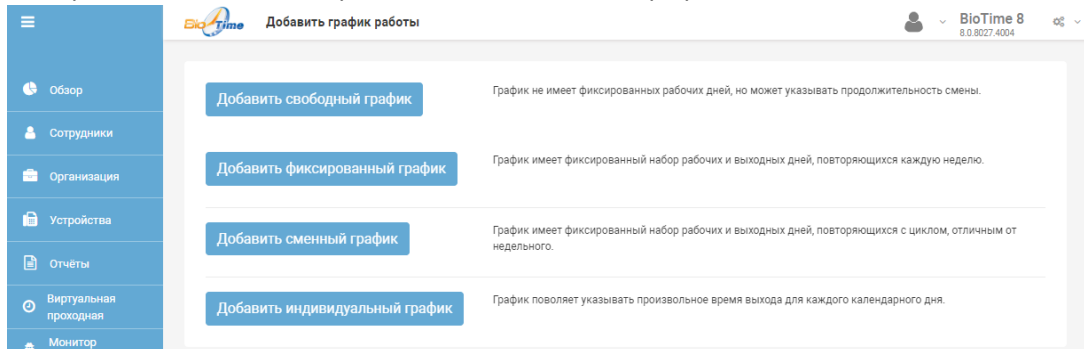 BioTime
Добавить график работы
BioTime 8
8.0.8027.4004
Обзор
Сотрудники
Организация
Устройства
Отчёты
Виртуальная
проходная
Монитор
Добавить свободный график
График не имеет фиксированных рабочих дней, но может указывать продолжительность смены.
Добавить фиксированный график
График имеет фиксированный набор рабочих и выходных дней, повторяющихся каждую неделю.
Добавить сменный график
График имеет фиксированный набор рабочих и выходных дней, повторяющихся с циклом, отличным от
недельного.
Добавить индивидуальный график
График поволяет указывать произвольное время выхода для каждого календарного дня.